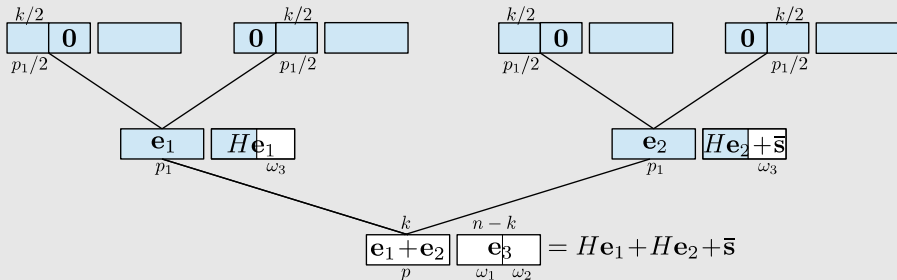 k/2 k/2 k/2 k/2
0 0 0 0
p₁/2 p₁/2 p₁/2 p₁/2
e₁ He₁ e₂ He₂+s̄
p₁ ω₃ p₁ ω₃
k n − k
e₁+e₂ e₃ = He₁+He₂+s̄
p ω₁ ω₂